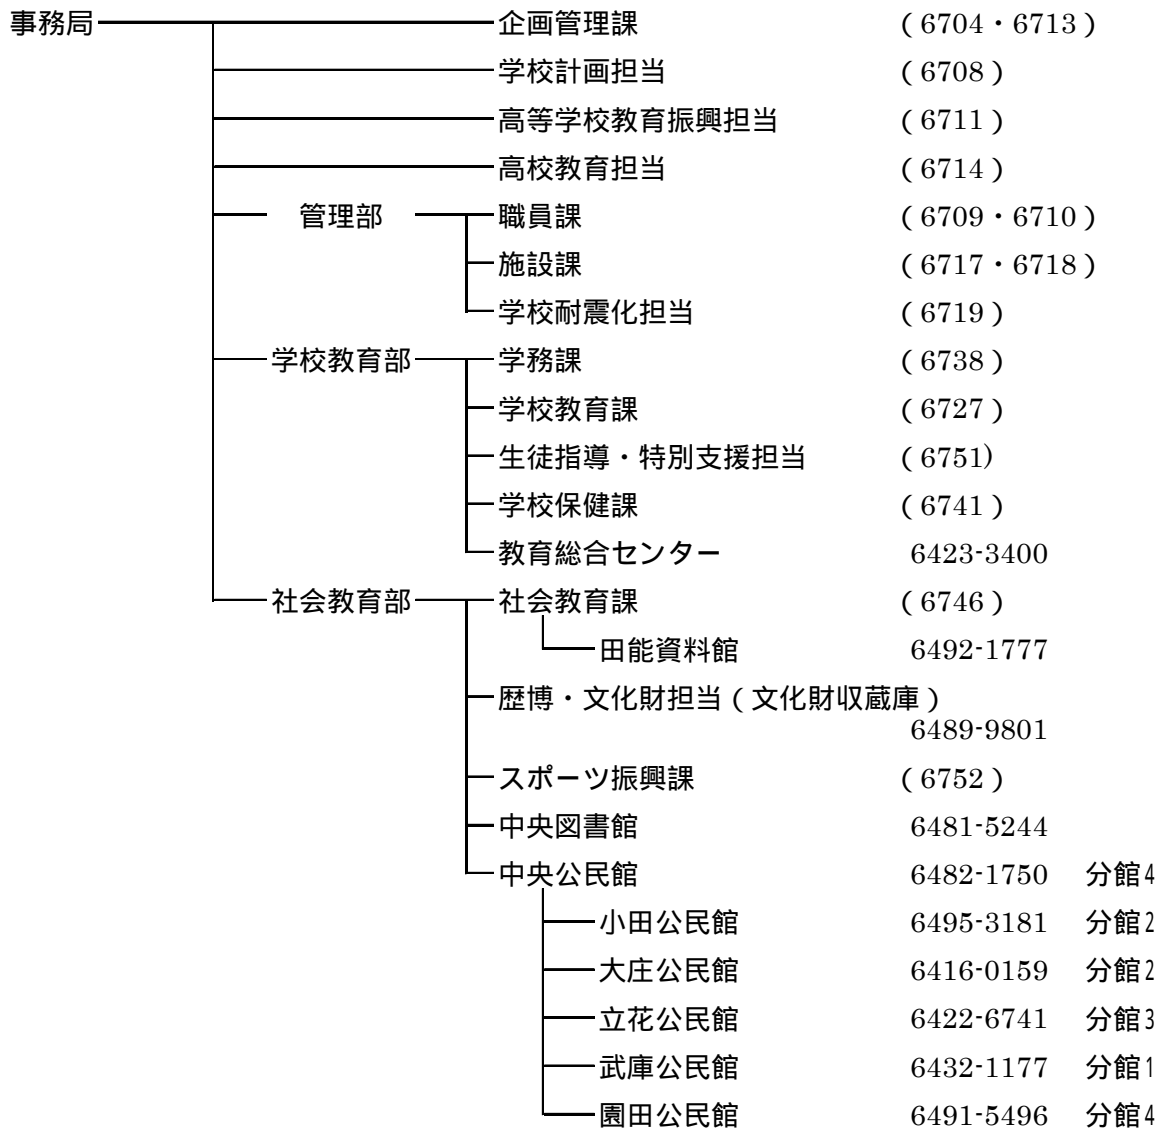 事務局 企画管理課 (6704・6713)
学校計画担当 (6708)
高等学校教育振興担当 (6711)
高校教育担当 (6714)
管理部 職員課 (6709・6710)
施設課 (6717・6718)
学校耐震化担当 (6719)
学校教育部 学務課 (6738)
学校教育課 (6727)
生徒指導・特別支援担当 (6751)
学校保健課 (6741)
教育総合センター 6423-3400
社会教育部 社会教育課 (6746)
田能資料館 6492-1777
歴博・文化財担当(文化財収蔵庫)
6489-9801
スポーツ振興課 (6752)
中央図書館 6481-5244
中央公民館 6482-1750 分館4
小田公民館 6495-3181 分館2
大庄公民館 6416-0159 分館2
立花公民館 6422-6741 分館3
武庫公民館 6432-1177 分館1
園田公民館 6491-5496 分館4